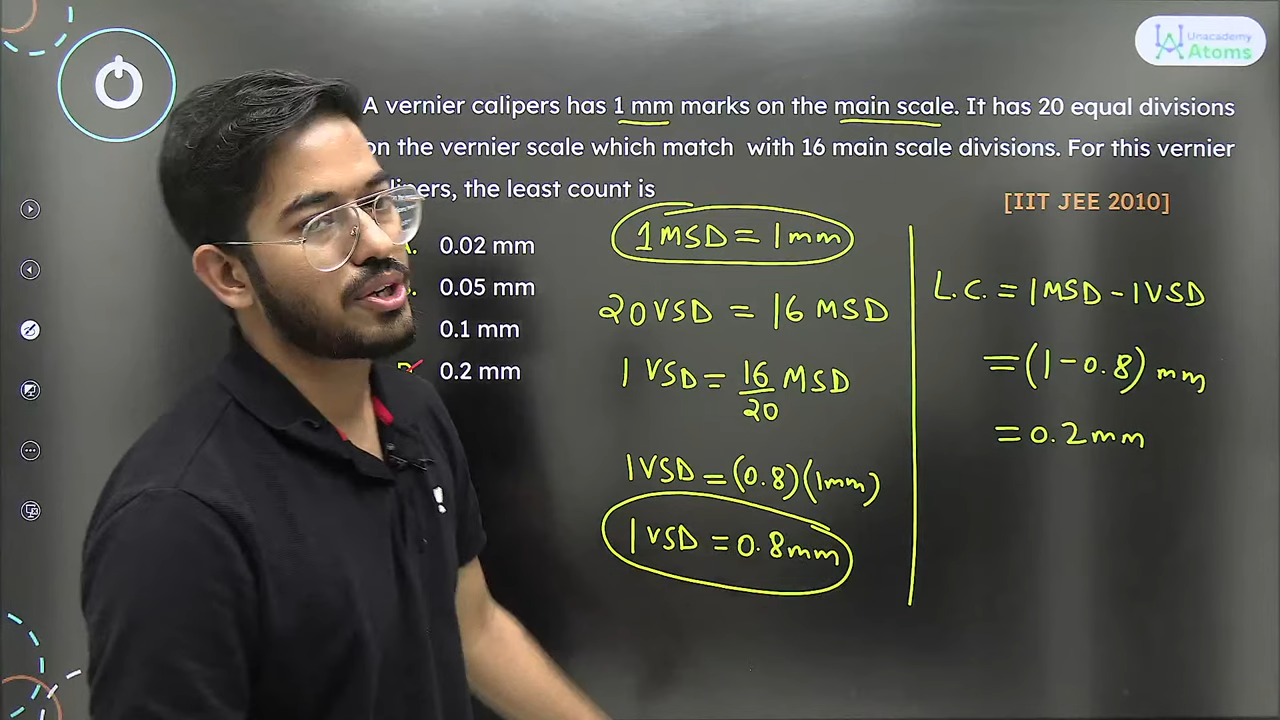 Unacademy
Atoms
A vernier calipers has 1 mm marks on the main scale. It has 20 equal divisions
on the vernier scale which match with 16 main scale divisions. For this vernier
the least count is
[IIT JEE 2010]
0.02 mm
0.05 mm
0.1 mm
0.2 mm
1 MSD = 1mm
20 VSD = 16 MSD
1 VSD = 16/20 MSD
1 VSD = (0.8)(1mm)
1 VSD = 0.8mm
L.C. = 1 MSD - 1 VSD
= (1 - 0.8) mm
= 0.2 mm